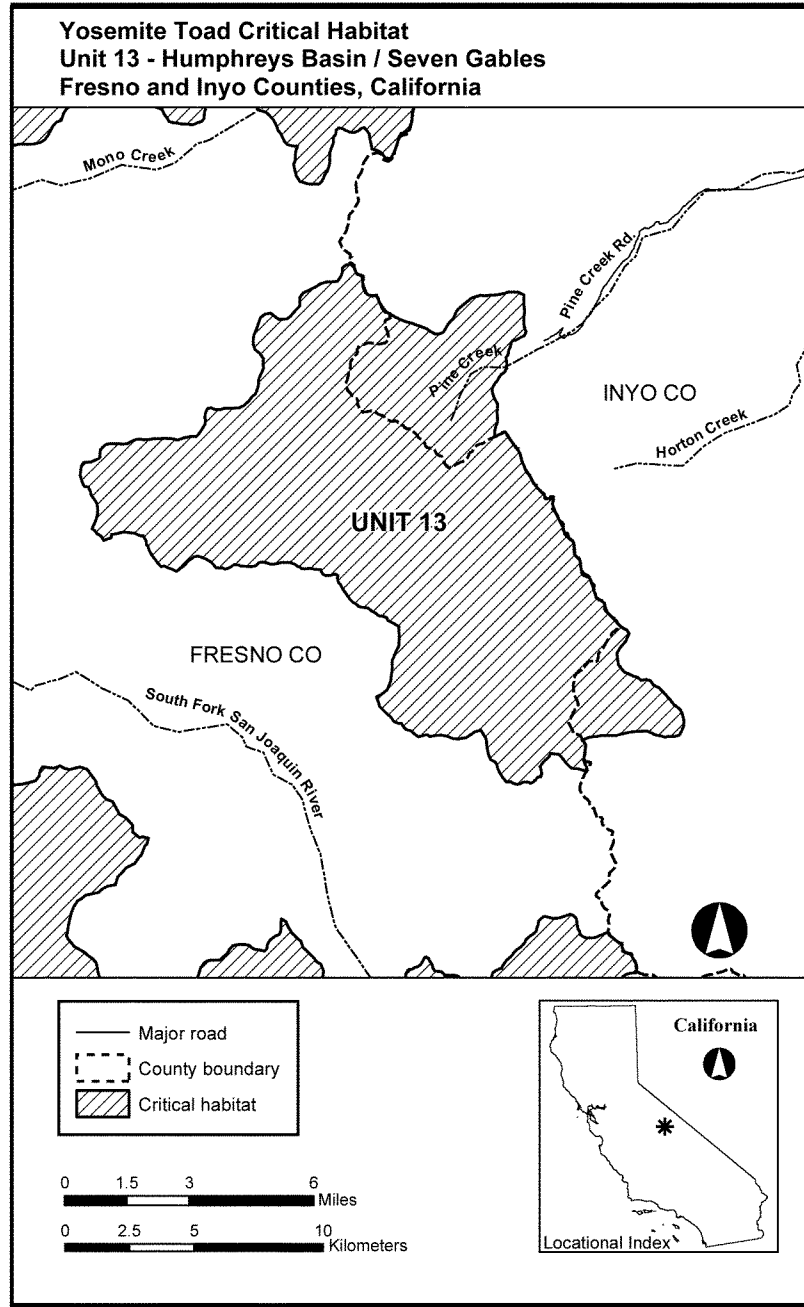 Yosemite Toad Critical Habitat
Unit 13 - Humphreys Basin / Seven Gables
Fresno and Inyo Counties, California
Mono Creek
Pine Creek Rd.
Pine Creek
INYO CO
Horton Creek
UNIT 13
FRESNO CO
South Fork San Joaquin River
Major road
County boundary
Critical habitat
0 1.5 3 6
Miles
0 2.5 5 10
Kilometers
California
Locational Index